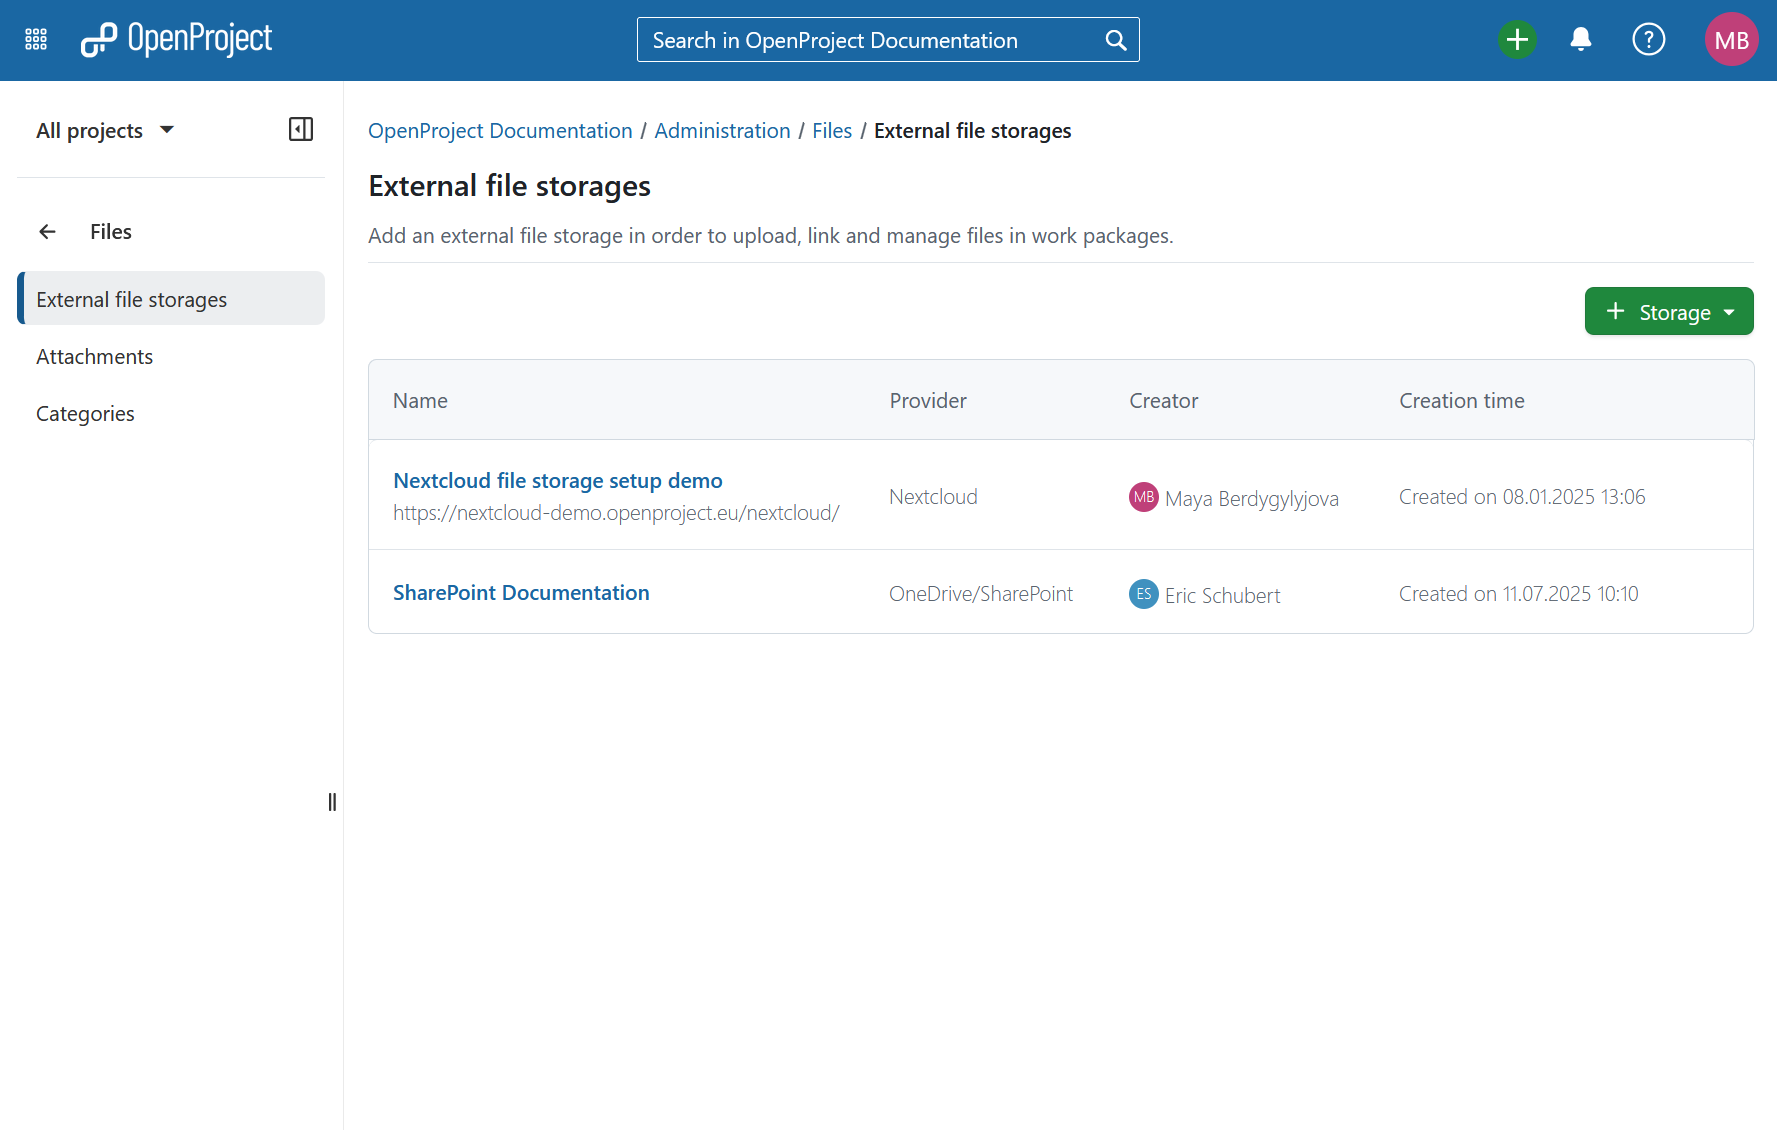 OpenProject
Search in OpenProject Documentation
MB
All projects
OpenProject Documentation / Administration / Files / External file storages
External file storages
Add an external file storage in order to upload, link and manage files in work packages.
Files
External file storages
Attachments
Categories
+ Storage
Name Provider Creator Creation time
Nextcloud file storage setup demo
https://nextcloud-demo.openproject.eu/nextcloud/
Nextcloud MB Maya Berdygylyjova Created on 08.01.2025 13:06
SharePoint Documentation OneDrive/SharePoint ES Eric Schubert Created on 11.07.2025 10:10